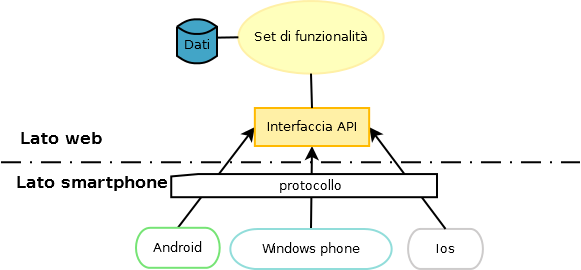 Set di funzionalità
Dati
Interfaccia API
Lato web
Lato smartphone
protocollo
Android
Windows phone
Ios